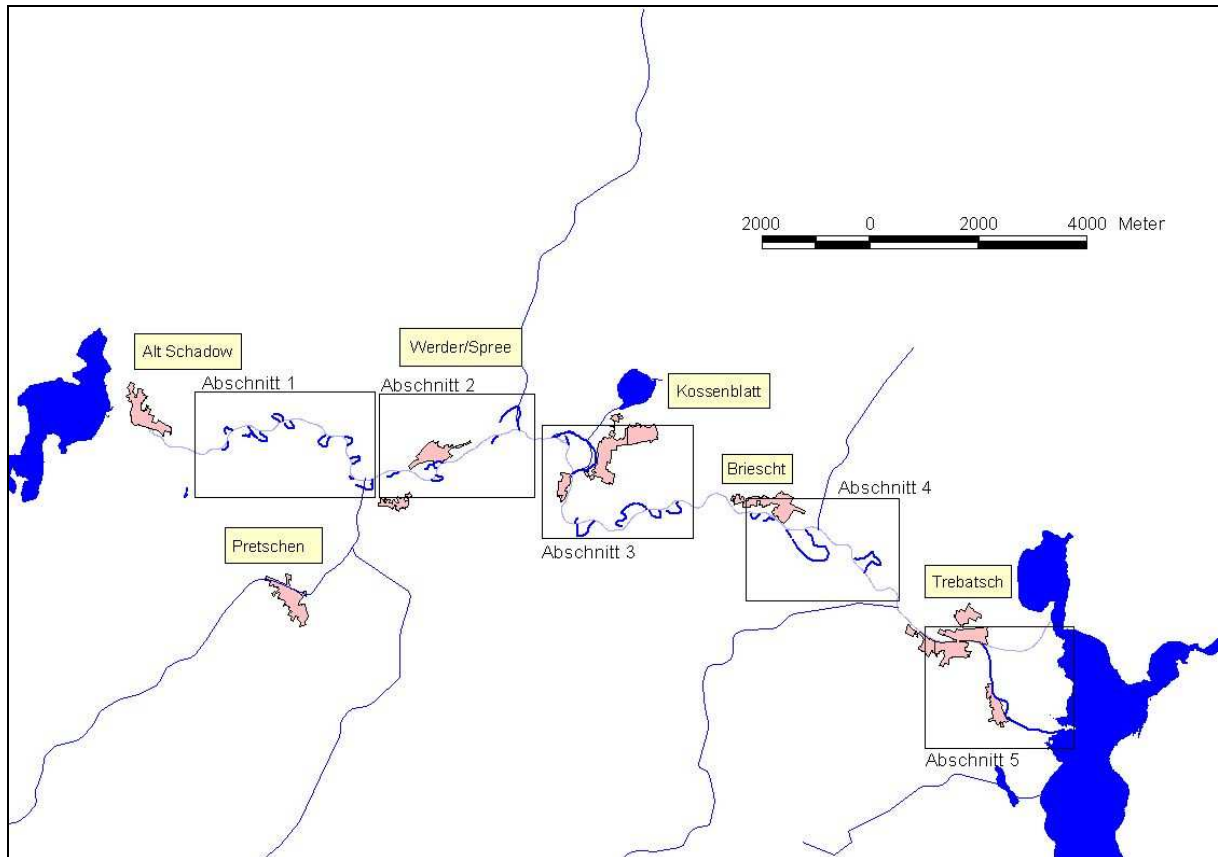 2000 0 2000 4000 Meter
Alt Schadow
Werder/Spree
Abschnitt 1
Abschnitt 2
Kossenblatt
Briescht
Abschnitt 4
Pretschen
Abschnitt 3
Trebatsch
Abschnitt 5